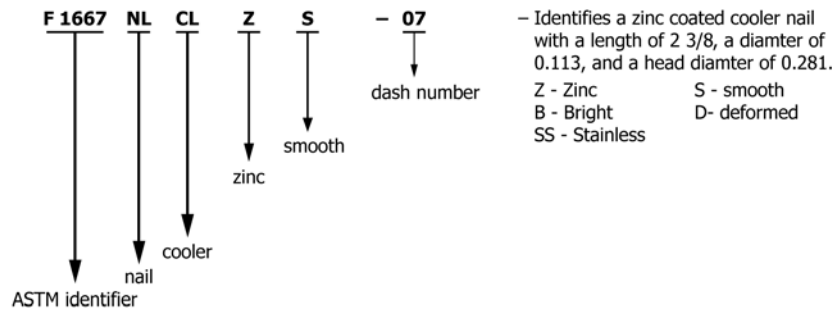 F 1667 NL CL Z S – 07
– Identifies a zinc coated cooler nail
with a length of 2 3/8, a diamter of
0.113, and a head diamter of 0.281.
Z - Zinc S - smooth
B - Bright D- deformed
SS - Stainless
dash number
smooth
zinc
cooler
nail
ASTM identifier